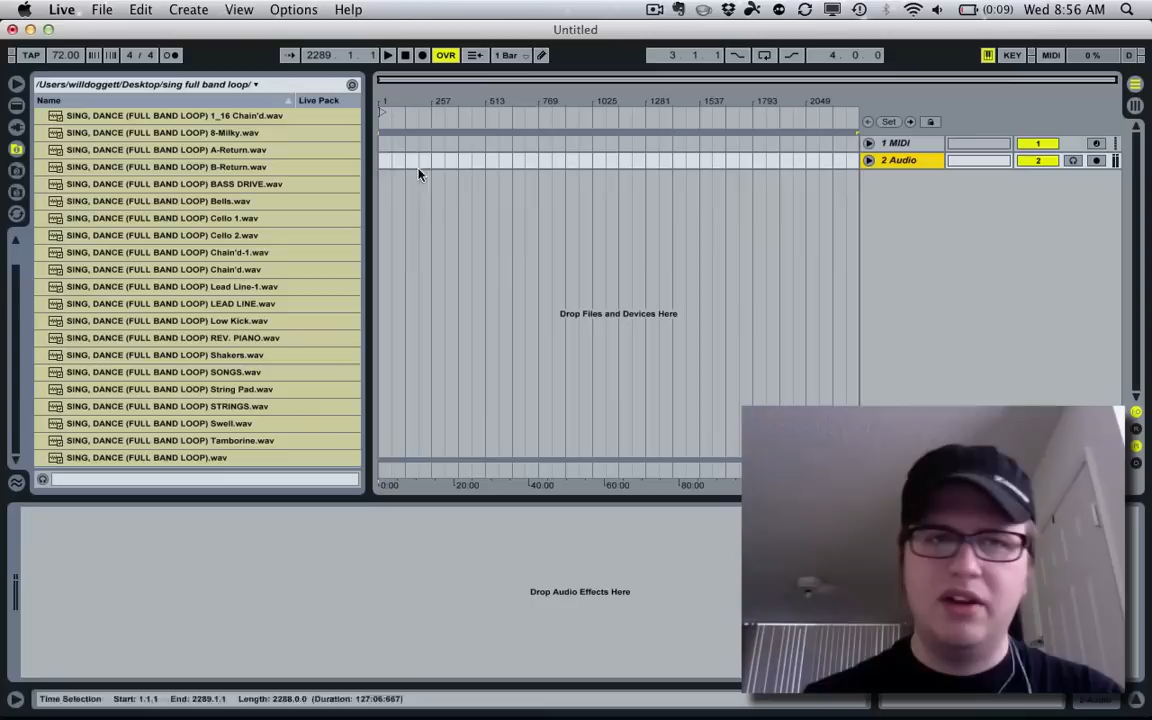 Live File Edit Create View Options Help (0:09) Wed 8:56 AM
Untitled
TAP 72.00 4 / 4 2289 . 1 . 1 OVR 1 Bar 3 . 1 . 1 4 . 0 . 0 KEY MIDI 0 % D
/Users/willdoggett/Desktop/sing full band loop/
Name Live Pack
SING, DANCE (FULL BAND LOOP) 1_16 Chain'd.wav
SING, DANCE (FULL BAND LOOP) 8-Milky.wav
SING, DANCE (FULL BAND LOOP) A-Return.wav
SING, DANCE (FULL BAND LOOP) B-Return.wav
SING, DANCE (FULL BAND LOOP) BASS DRIVE.wav
SING, DANCE (FULL BAND LOOP) Bells.wav
SING, DANCE (FULL BAND LOOP) Cello 1.wav
SING, DANCE (FULL BAND LOOP) Cello 2.wav
SING, DANCE (FULL BAND LOOP) Chain'd-1.wav
SING, DANCE (FULL BAND LOOP) Chain'd.wav
SING, DANCE (FULL BAND LOOP) Lead Line-1.wav
SING, DANCE (FULL BAND LOOP) LEAD LINE.wav
SING, DANCE (FULL BAND LOOP) Low Kick.wav
SING, DANCE (FULL BAND LOOP) REV. PIANO.wav
SING, DANCE (FULL BAND LOOP) Shakers.wav
SING, DANCE (FULL BAND LOOP) SONGS.wav
SING, DANCE (FULL BAND LOOP) String Pad.wav
SING, DANCE (FULL BAND LOOP) STRINGS.wav
SING, DANCE (FULL BAND LOOP) Swell.wav
SING, DANCE (FULL BAND LOOP) Tamborine.wav
SING, DANCE (FULL BAND LOOP).wav
1 257 513 769 1025 1281 1537 1793 2049
Set
1 MIDI 1
2 Audio 2
Drop Files and Devices Here
0:00 20:00 40:00 60:00 80:00
Drop Audio Effects Here
Time Selection Start: 1.1.1 End: 2289.1.1 Length: 2288.0.0 (Duration: 127:06:667)
2-Audio